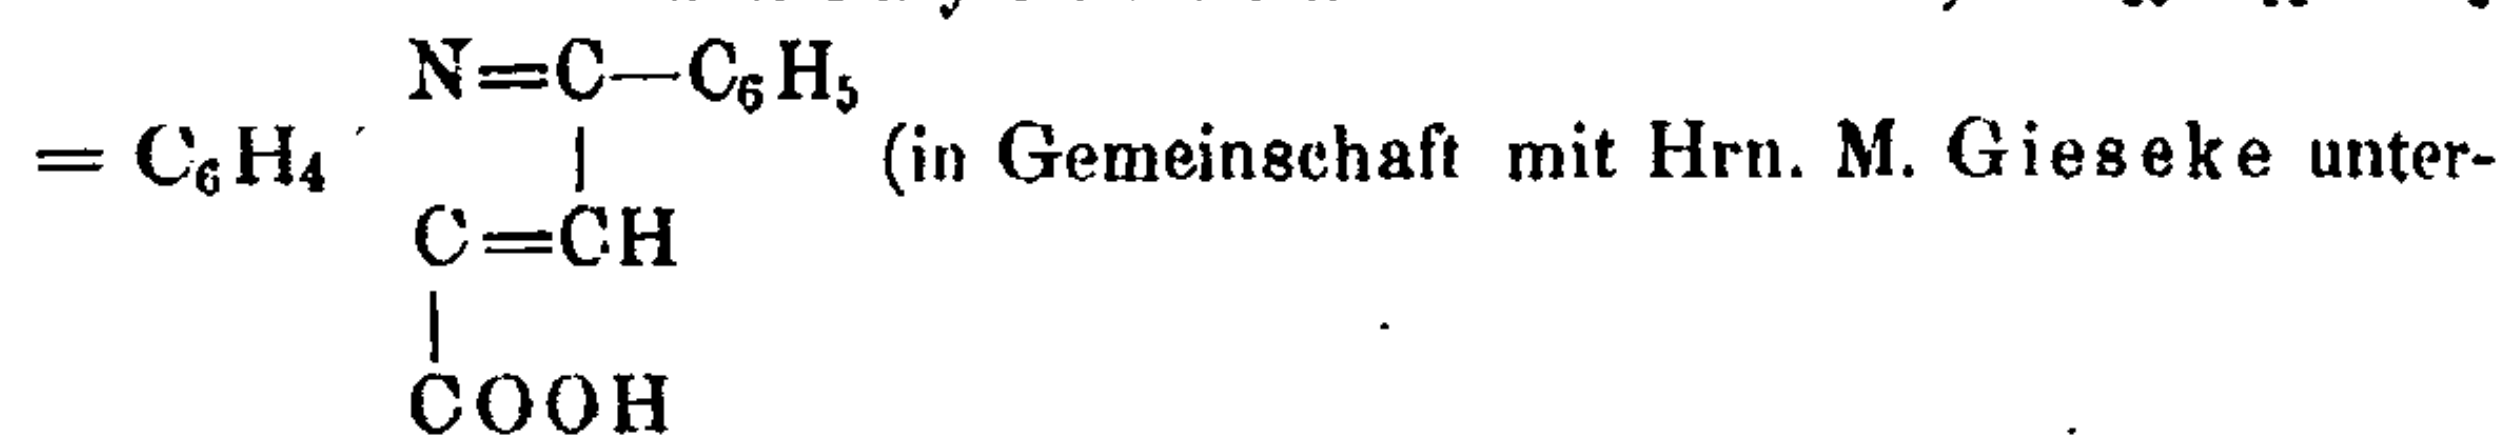 N=C—C₆H₅
= C₆H₄ (in Gemeinschaft mit Hrn. M. Gieseke unter-
C=CH
COOH